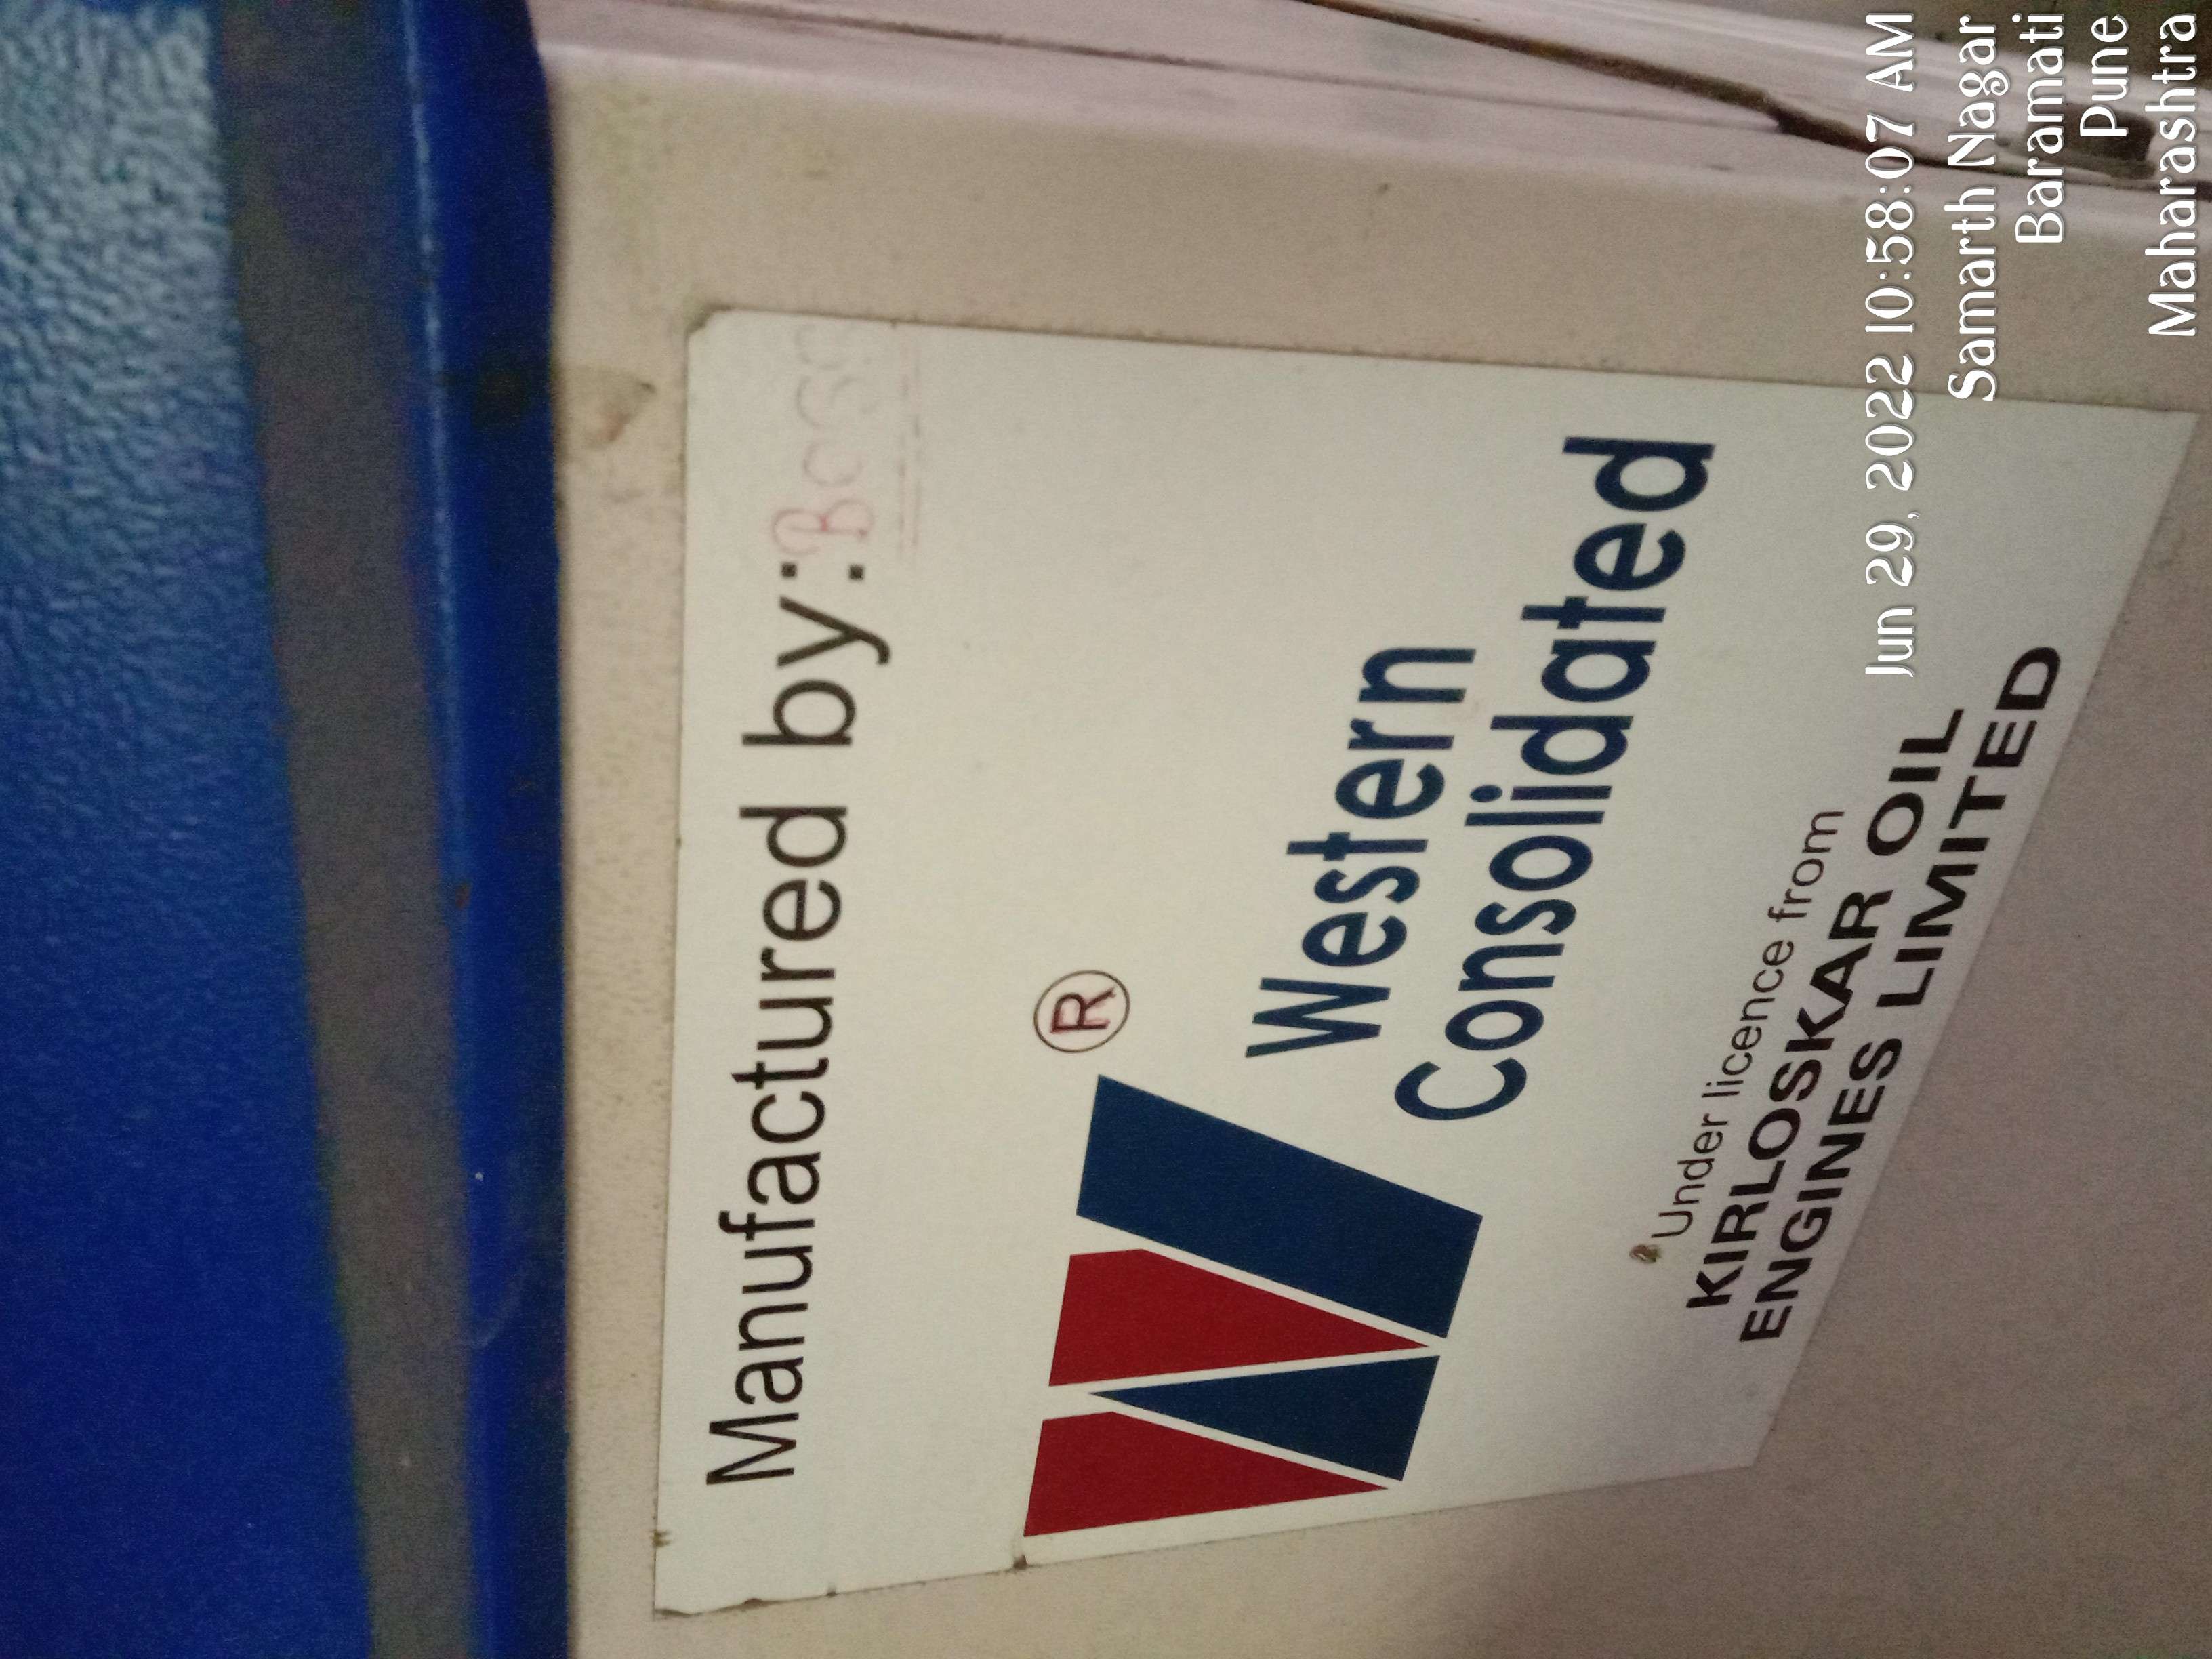 Manufactured by:
®
Western
Consolidated
Under licence from
KIRLOSKAR OIL
ENGINES LIMITED
Jun 29, 2022 10:58:07 AM
Samarth Nagar
Baramati
Pune
Maharashtra